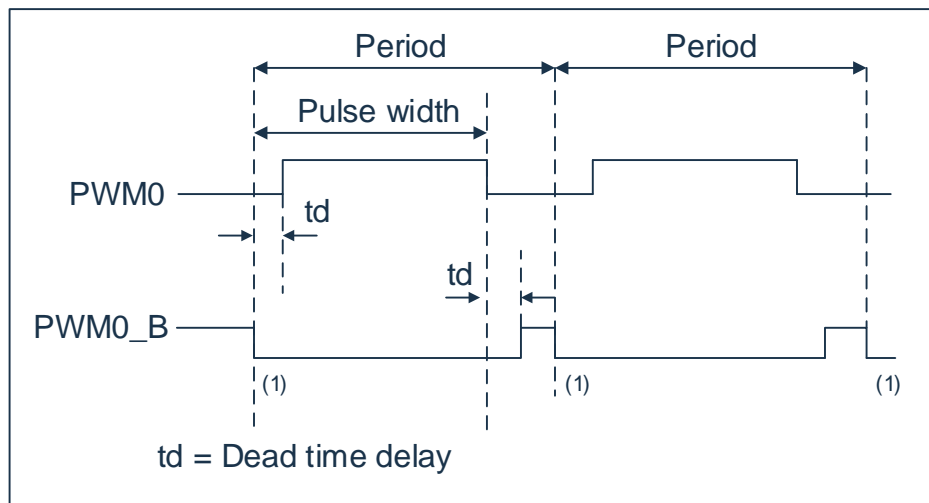 Period Period
Pulse width
PWM0
td
td
PWM0_B
(1) (1) (1)
td = Dead time delay